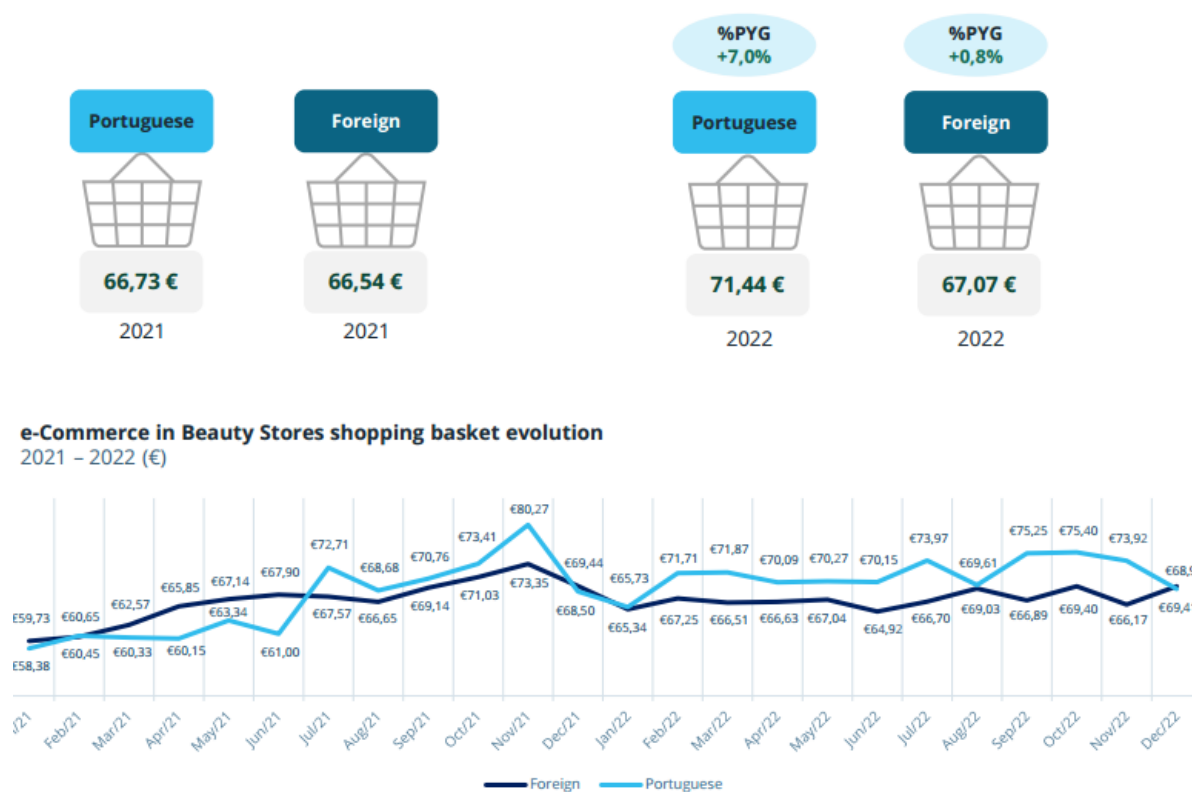 %PYG
+7,0%
%PYG
+0,8%
Portuguese
Foreign
Portuguese
Foreign
66,73 €
66,54 €
71,44 €
67,07 €
2021
2021
2022
2022
e-Commerce in Beauty Stores shopping basket evolution
2021 – 2022 (€)
€59,73
€60,65
€62,57
€65,85
€67,14
€67,90
€72,71
€68,68
€70,76
€73,41
€80,27
€69,44
€65,73
€71,71
€71,87
€70,09
€70,27
€70,15
€73,97
€69,61
€75,25
€75,40
€73,92
€58,38
€60,45
€60,33
€60,15
€63,34
€61,00
€67,57
€66,65
€69,14
€71,03
€73,35
€68,50
€65,34
€67,25
€66,51
€66,63
€67,04
€64,92
€66,70
€69,03
€66,89
€69,40
€66,17
/21
Feb/21
Mar/21
Apr/21
May/21
Jun/21
Jul/21
Aug/21
Sep/21
Oct/21
Nov/21
Dec/21
Jan/22
Feb/22
Mar/22
Apr/22
May/22
Jun/22
Jul/22
Aug/22
Sep/22
Oct/22
Nov/22
Dec/22
Foreign
Portuguese